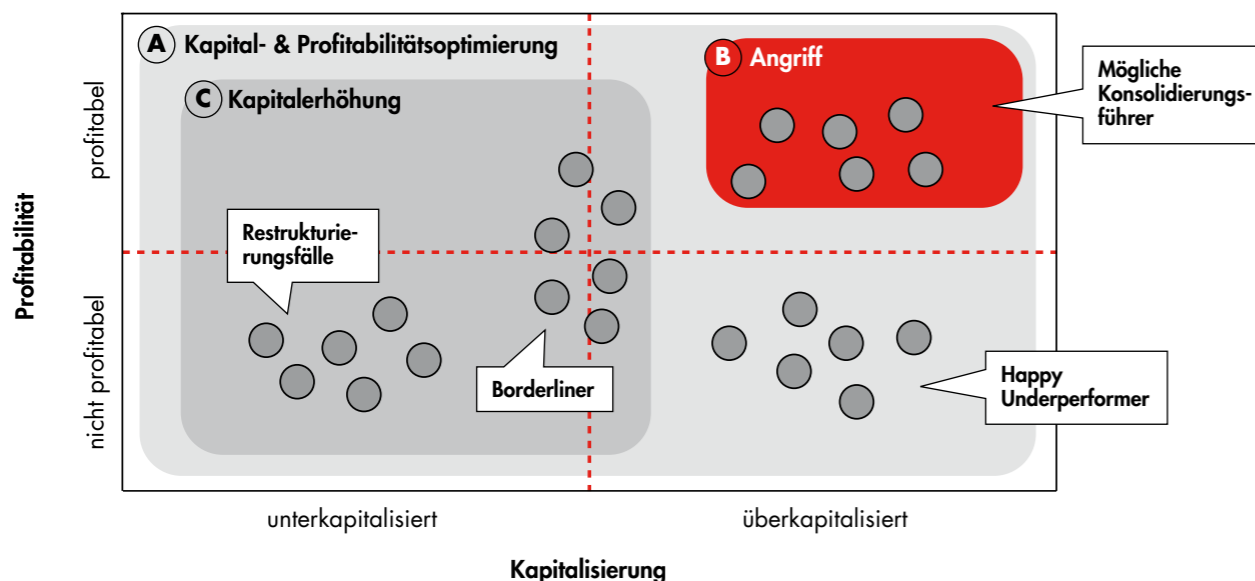 A Kapital- & Profitabilitätsoptimierung
B Angriff
Mögliche
Konsolidierungs-
führer
C Kapitalerhöhung
profitabel
Profitabilität
Restrukturie-
rungsfälle
nicht profitabel
Borderliner
Happy
Underperformer
unterkapitalisiert
überkapitalisiert
Kapitalisierung